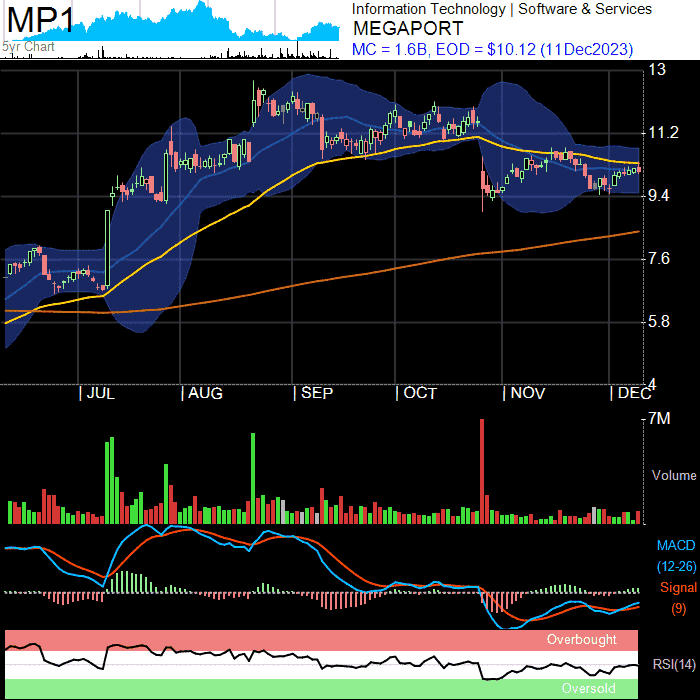 MP1
5yr Chart
Information Technology | Software & Services
MEGAPORT
MC = 1.6B, EOD = $10.12 (11Dec2023)
13
11.2
9.4
7.6
5.8
4
JUL AUG SEP OCT NOV DEC
7M
Volume
MACD
(12-26)
Signal
(9)
Overbought
RSI(14)
Oversold